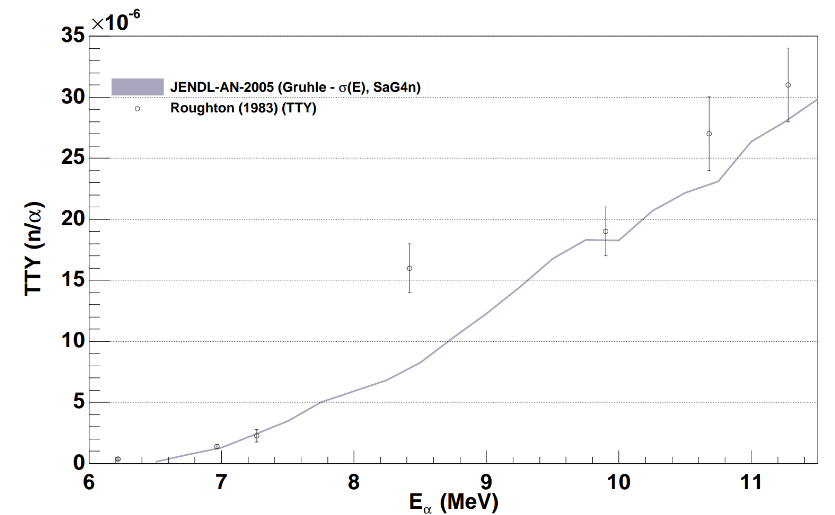 ×10⁻⁶
35
30
25
20
15
10
5
0
TTY (n/α)
JENDL-AN-2005 (Gruhle - σ(E), SaG4n)
Roughton (1983) (TTY)
6 7 8 9 10 11
Eα (MeV)